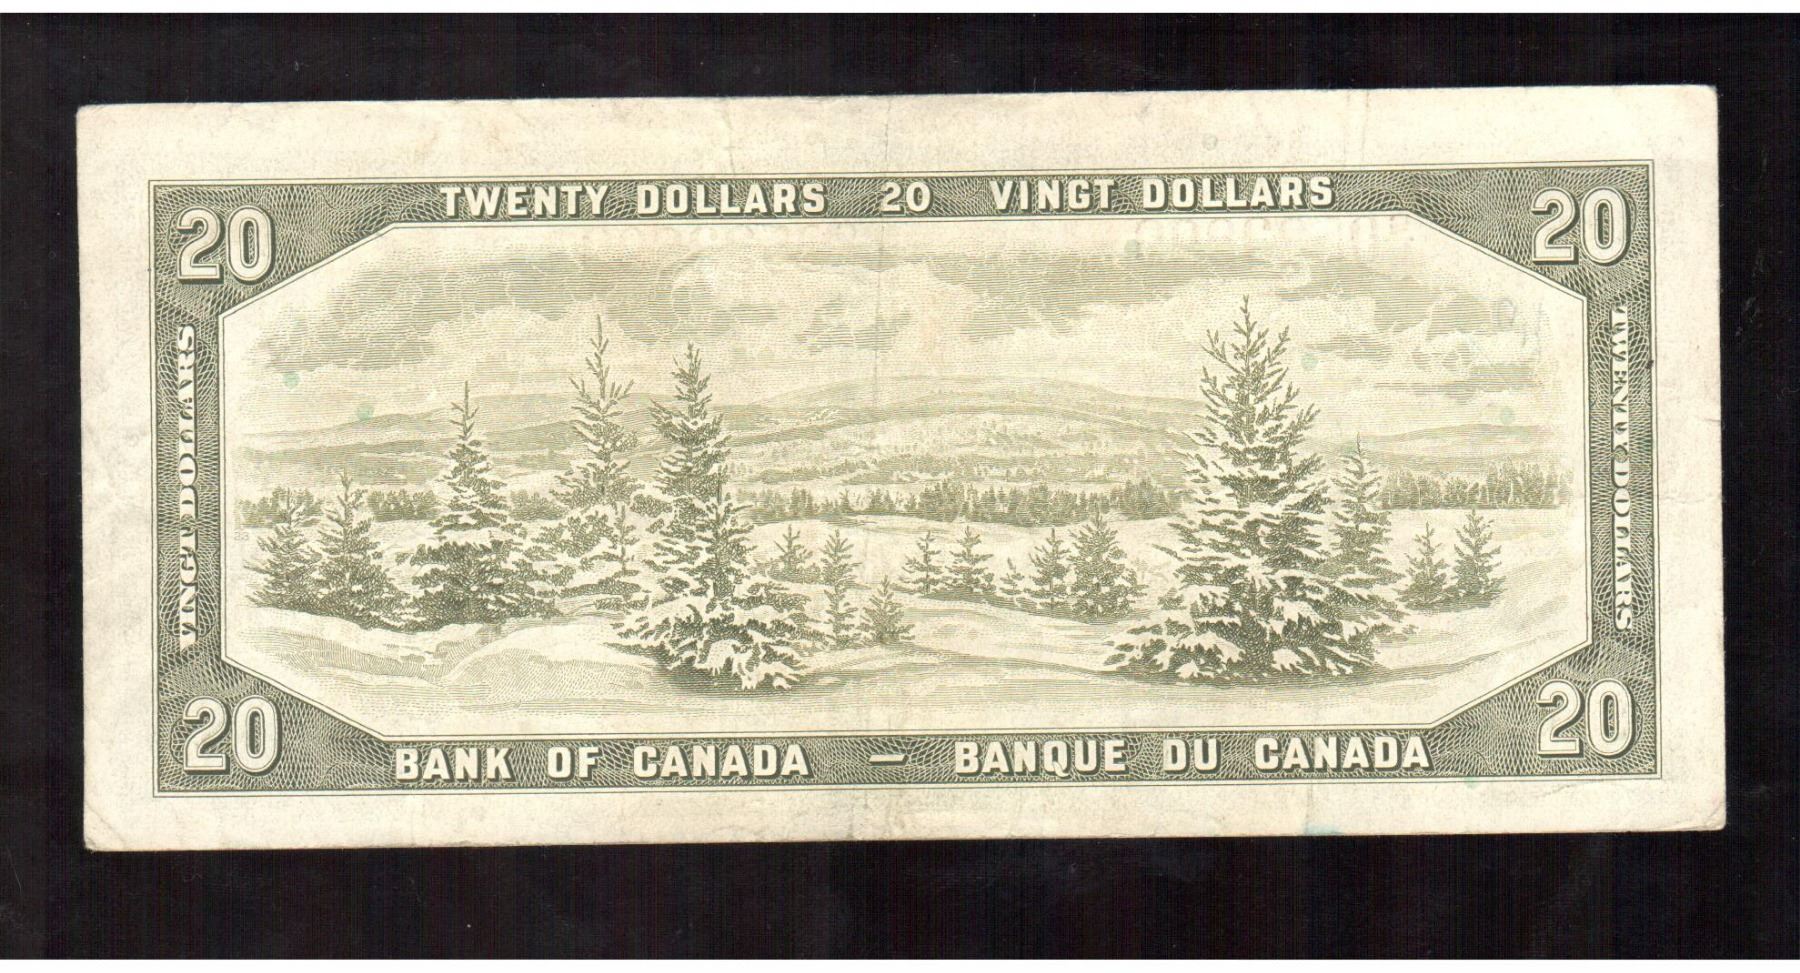 TWENTY DOLLARS 20 VINGT DOLLARS
20
20
VINGT DOLLARS
TWENTY DOLLARS
20
20
BANK OF CANADA — BANQUE DU CANADA